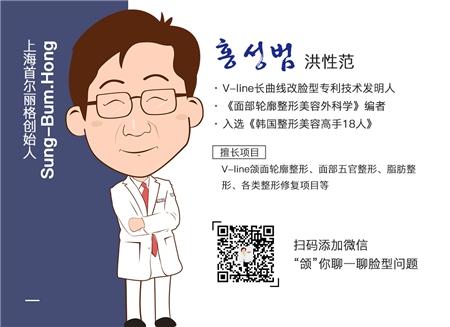 上海首尔丽格创始人
Sung-Bum.Hong
홍성범 洪性范
· V-line长曲线改脸型专利技术发明人
· 《面部轮廓整形美容外科学》编者
· 入选《韩国整形美容高手18人》
擅长项目
V-line颌面轮廓整形、面部五官整形、脂肪整
形、各类整形修复项目等
扫码添加微信
“颌”你聊一聊脸型问题